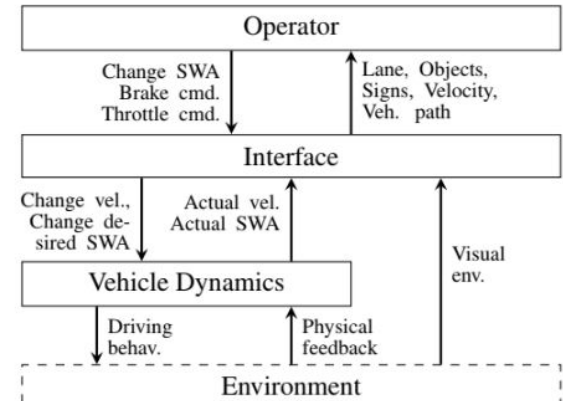 Operator
Change SWA
Brake cmd.
Throttle cmd.
Lane, Objects,
Signs, Velocity,
Veh. path
Interface
Change vel.,
Change de-
sired SWA
Actual vel.
Actual SWA
Visual
env.
Vehicle Dynamics
Driving
behav.
Physical
feedback
Environment